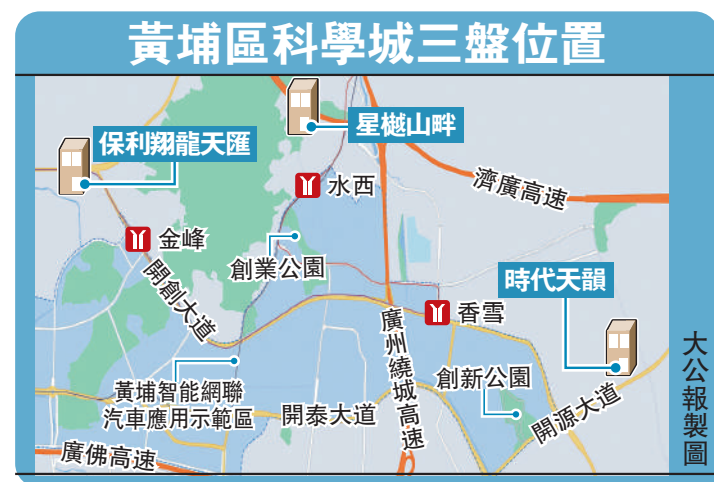 黃埔區科學城三盤位置
星樾山畔
保利翔龍天匯
水西
濟廣高速
金峰
創業公園
開創大道
時代天韻
香雪
廣州繞城高速
創新公園
黃埔智能網聯
汽車應用示範區
開泰大道
開源大道
廣佛高速
大公報製圖